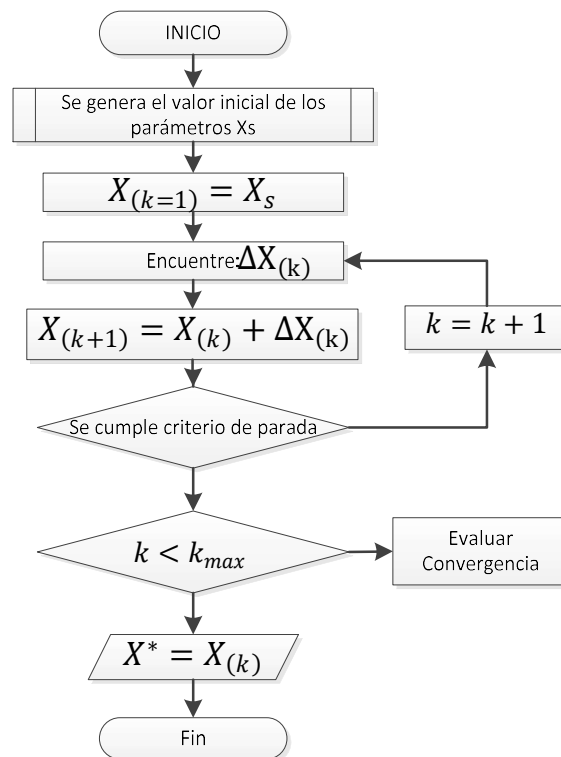 INICIO
Se genera el valor inicial de los
parámetros Xs
X(k=1) = Xs
Encuentre:ΔX(k)
X(k+1) = X(k) + ΔX(k)
k = k + 1
Se cumple criterio de parada
k < kmax
Evaluar
Convergencia
X* = X(k)
Fin